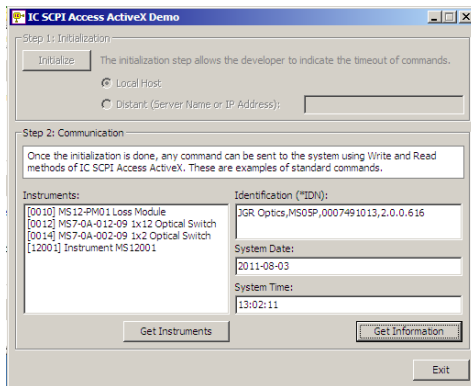 IC SCPI Access ActiveX Demo
Step 1: Initialization
Initialize
The initialization step allows the developer to indicate the timeout of commands.
Local Host
Distant (Server Name or IP Address):
Step 2: Communication
Once the initialization is done, any command can be sent to the system using Write and Read
methods of IC SCPI Access ActiveX. These are examples of standard commands.
Instruments:
[0010] MS12-PM01 Loss Module
[0012] MS7-0A-012-09 1x12 Optical Switch
[0014] MS7-0A-002-09 1x2 Optical Switch
[12001] Instrument MS12001
Get Instruments
Identification (*IDN):
JGR Optics,MS05P,0007491013,2.0.0.616
System Date:
2011-08-03
System Time:
13:02:11
Get Information
Exit